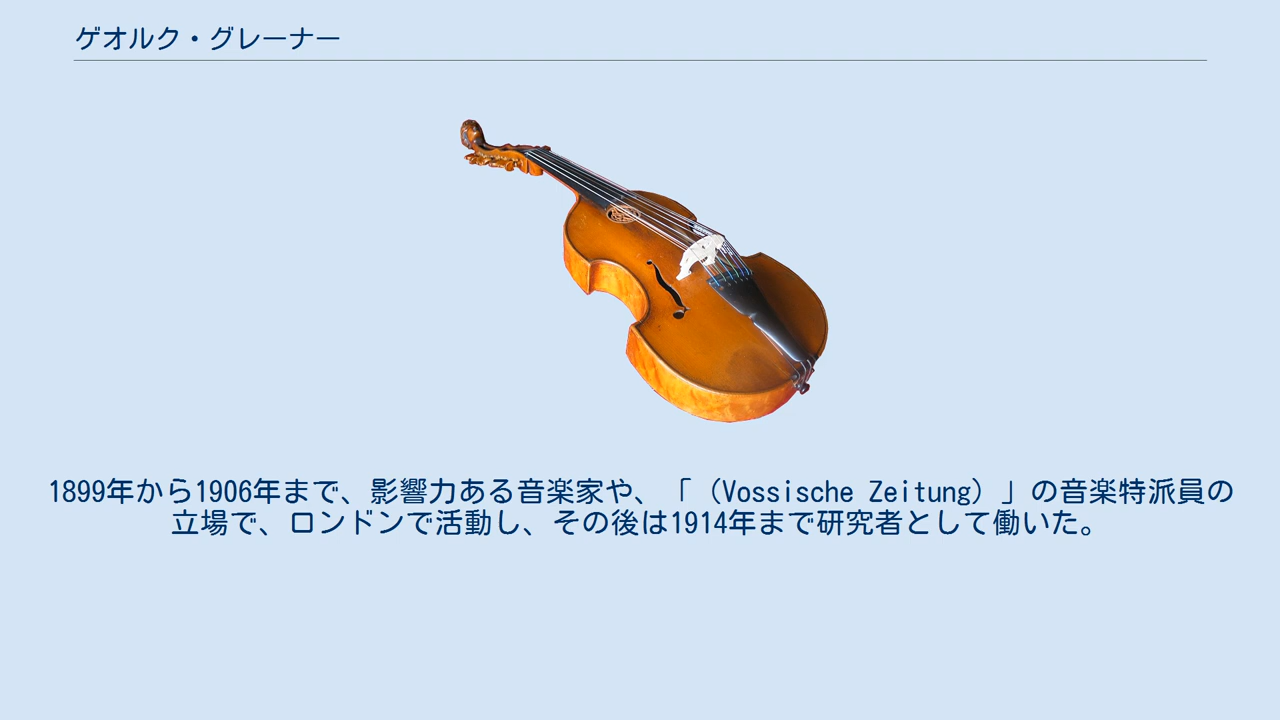 ゲオルク・グレーナー
1899年から1906年まで、影響力ある音楽家や、「（Vossische Zeitung）」の音楽特派員の
立場で、ロンドンで活動し、その後は1914年まで研究者として働いた。